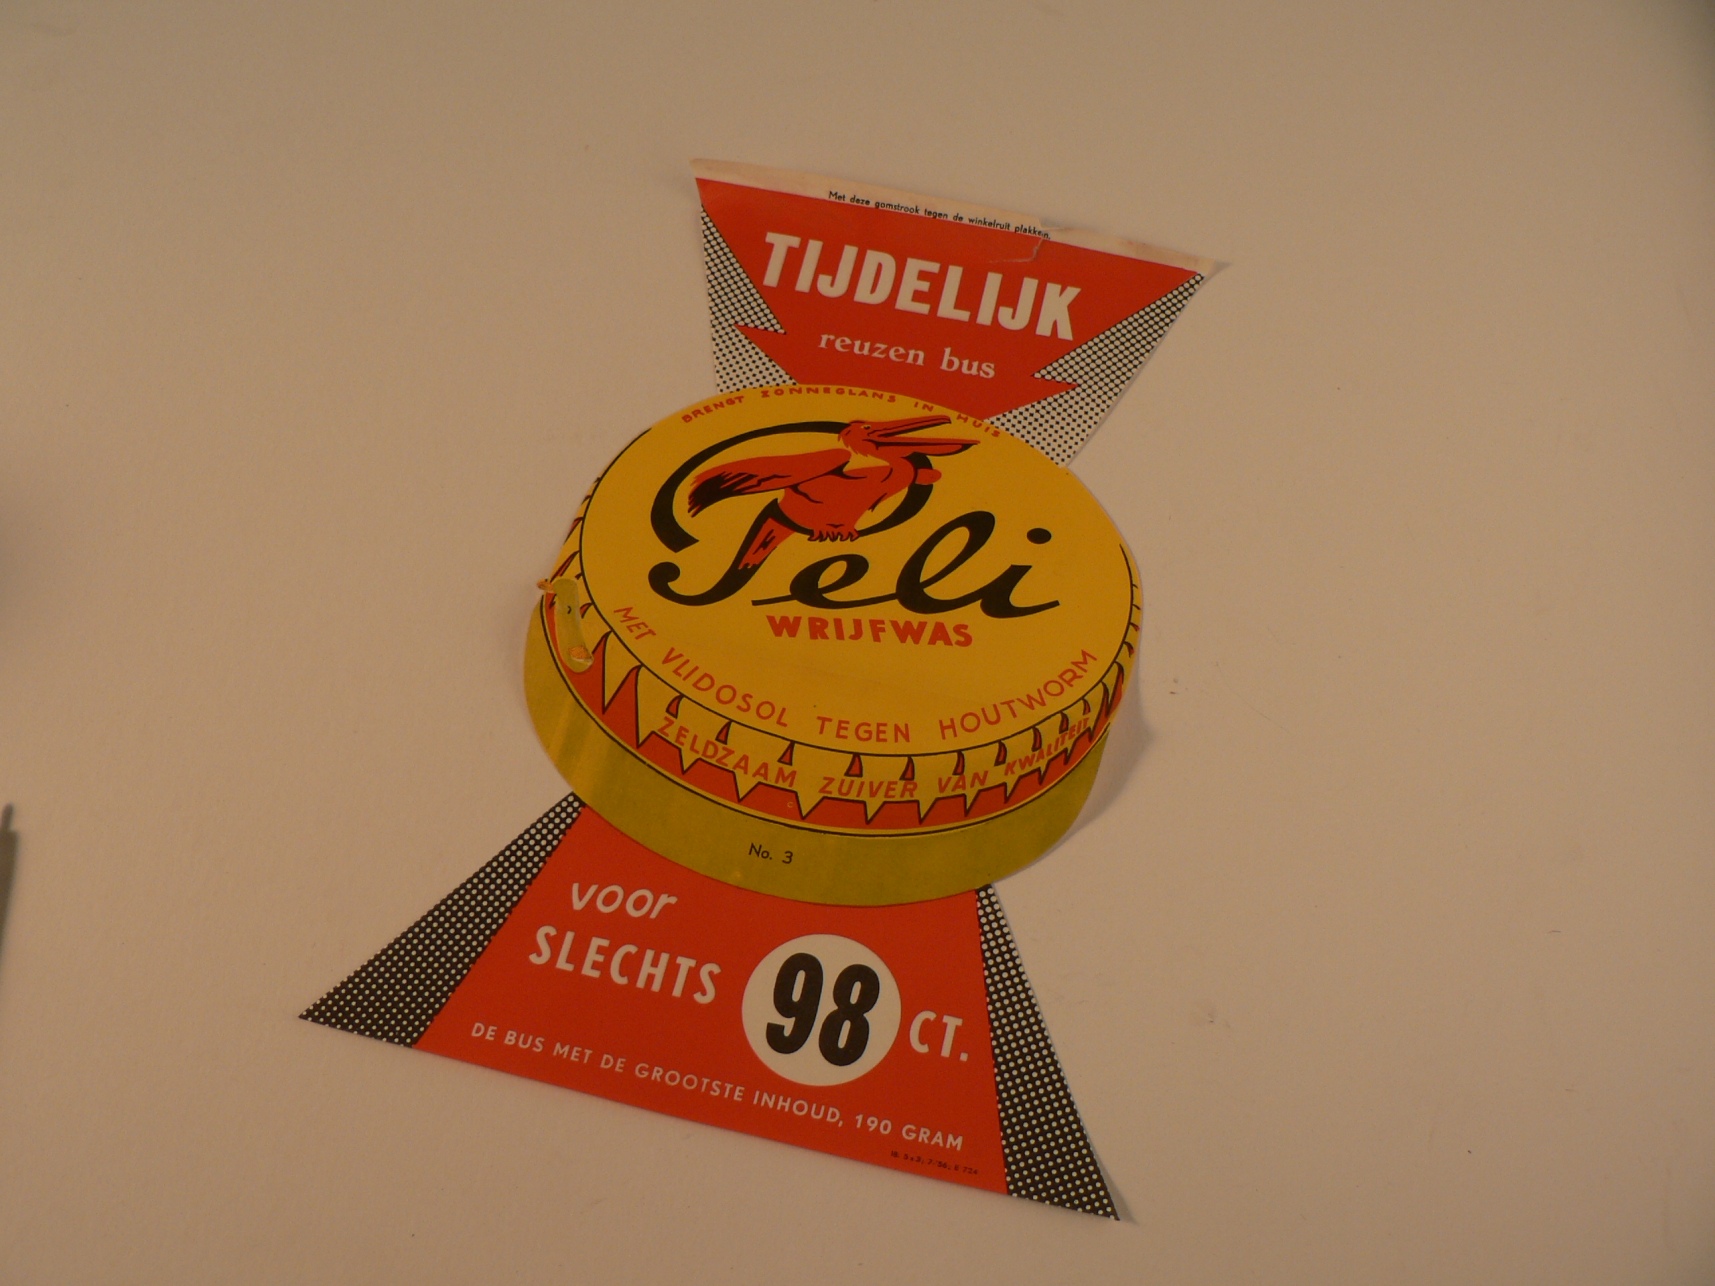 Met deze gomstrook tegen de winkelruit plakken.
TIJDELIJK
reuzen bus
BRENGT ZONNEGLANS IN HUIS
Peli
WRIJFWAS
MET VLIDOSOL TEGEN HOUTWORM
ZELDZAAM ZUIVER VAN KWALITEIT
No. 3
voor
SLECHTS 98 CT.
DE BUS MET DE GROOTSTE INHOUD, 190 GRAM